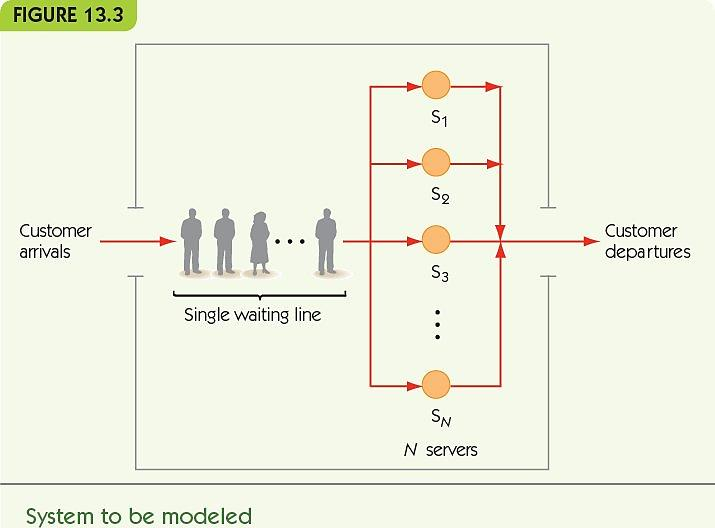 FIGURE 13.3
S1
S2
Customer
arrivals
Customer
departures
S3
Single waiting line
SN
N servers
System to be modeled